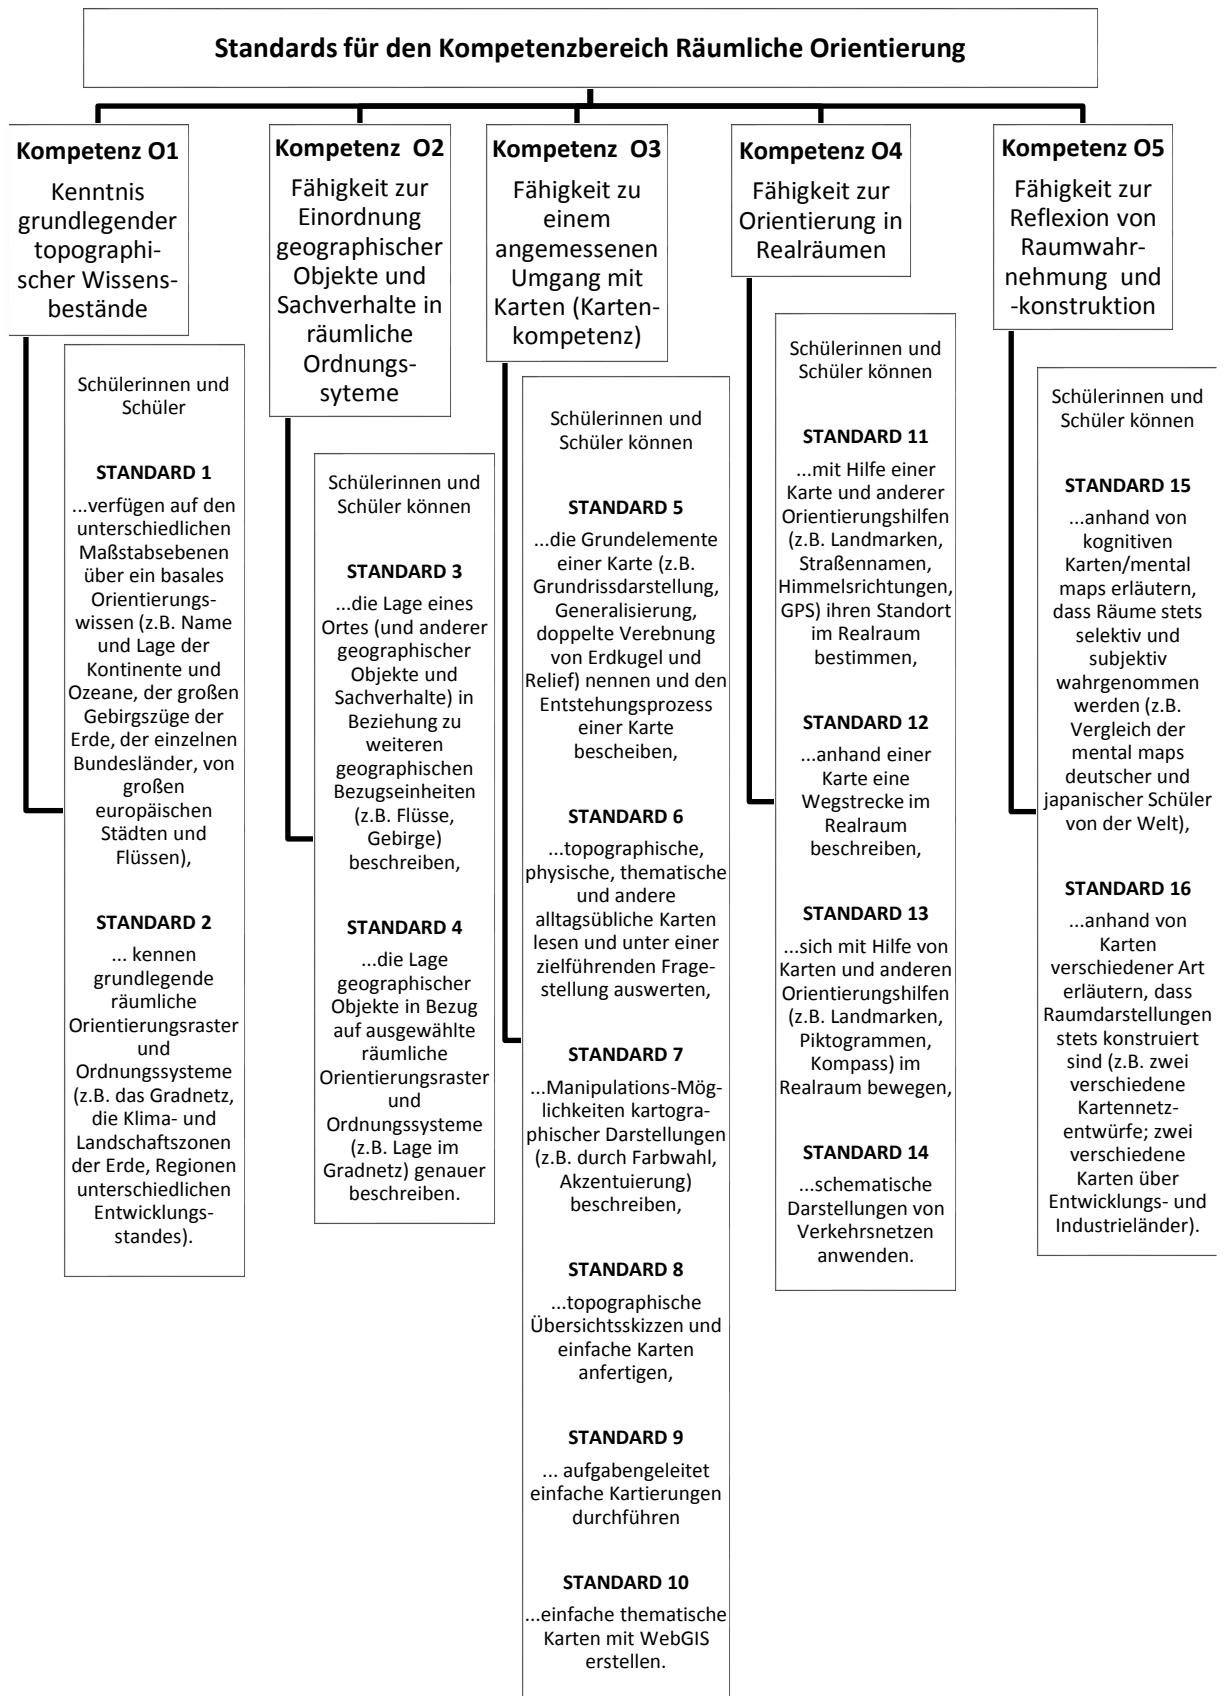 Standards für den Kompetenzbereich Räumliche Orientierung
Kompetenz O1
Kenntnis
grundlegender
topographi-
scher Wissens-
bestände
Schülerinnen und
Schüler
STANDARD 1
...verfügen auf den
unterschiedlichen
Maßstabsebenen
über ein basales
Orientierungs-
wissen (z.B. Name
und Lage der
Kontinente und
Ozeane, der großen
Gebirgszüge der
Erde, der einzelnen
Bundesländer, von
großen
europäischen
Städten und
Flüssen),
STANDARD 2
... kennen
grundlegende
räumliche
Orientierungsraster
und
Ordnungssysteme
(z.B. das Gradnetz,
die Klima- und
Landschaftszonen
der Erde, Regionen
unterschiedlichen
Entwicklungs-
standes).
Kompetenz O2
Fähigkeit zur
Einordnung
geographischer
Objekte und
Sachverhalte in
räumliche
Ordnungs-
syteme
Schülerinnen und
Schüler können
STANDARD 3
...die Lage eines
Ortes (und anderer
geographischer
Objekte und
Sachverhalte) in
Beziehung zu
weiteren
geographischen
Bezugseinheiten
(z.B. Flüsse,
Gebirge)
beschreiben,
STANDARD 4
...die Lage
geographischer
Objekte in Bezug
auf ausgewählte
räumliche
Orientierungsraster
und
Ordnungssysteme
(z.B. Lage im
Gradnetz) genauer
beschreiben.
Kompetenz O3
Fähigkeit zu
einem
angemessenen
Umgang mit
Karten (Karten-
kompetenz)
Schülerinnen und
Schüler können
STANDARD 5
...die Grundelemente
einer Karte (z.B.
Grundrissdarstellung,
Generalisierung,
doppelte Verebnung
von Erdkugel und
Relief) nennen und den
Entstehungsprozess
einer Karte
bescheiben,
STANDARD 6
...topographische,
physische, thematische
und andere
alltagsübliche Karten
lesen und unter einer
zielführenden Frage-
stellung auswerten,
STANDARD 7
...Manipulations-Mög-
lichkeiten kartogra-
phischer Darstellungen
(z.B. durch Farbwahl,
Akzentuierung)
beschreiben,
STANDARD 8
...topographische
Übersichtsskizzen und
einfache Karten
anfertigen,
STANDARD 9
... aufgabengeleitet
einfache Kartierungen
durchführen
STANDARD 10
...einfache thematische
Karten mit WebGIS
erstellen.
Kompetenz O4
Fähigkeit zur
Orientierung in
Realräumen
Schülerinnen und
Schüler können
STANDARD 11
...mit Hilfe einer
Karte und anderer
Orientierungshilfen
(z.B. Landmarken,
Straßennamen,
Himmelsrichtungen,
GPS) ihren Standort
im Realraum
bestimmen,
STANDARD 12
...anhand einer
Karte eine
Wegstrecke im
Realraum
beschreiben,
STANDARD 13
...sich mit Hilfe von
Karten und anderen
Orientierungshilfen
(z.B. Landmarken,
Piktogrammen,
Kompass) im
Realraum bewegen,
STANDARD 14
...schematische
Darstellungen von
Verkehrsnetzen
anwenden.
Kompetenz O5
Fähigkeit zur
Reflexion von
Raumwahr-
nehmung und
-konstruktion
Schülerinnen und
Schüler können
STANDARD 15
...anhand von
kognitiven
Karten/mental
maps erläutern,
dass Räume stets
selektiv und
subjektiv
wahrgenommen
werden (z.B.
Vergleich der
mental maps
deutscher und
japanischer Schüler
von der Welt),
STANDARD 16
...anhand von
Karten
verschiedener Art
erläutern, dass
Raumdarstellungen
stets konstruiert
sind (z.B. zwei
verschiedene
Kartennetz-
entwürfe; zwei
verschiedene
Karten über
Entwicklungs- und
Industrieländer).